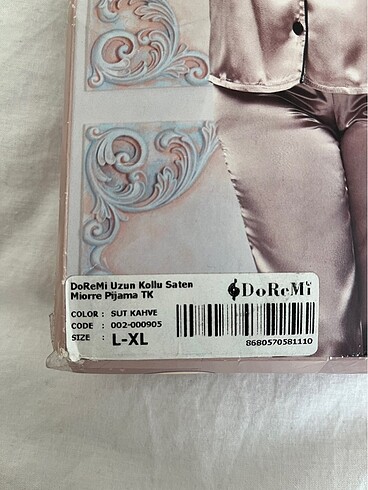 DoReMi Uzun Kollu Saten
Miorre Pijama TK
DoReMi
COLOR : SUT KAHVE
CODE : 002-000905
SIZE : L-XL
8680570581110